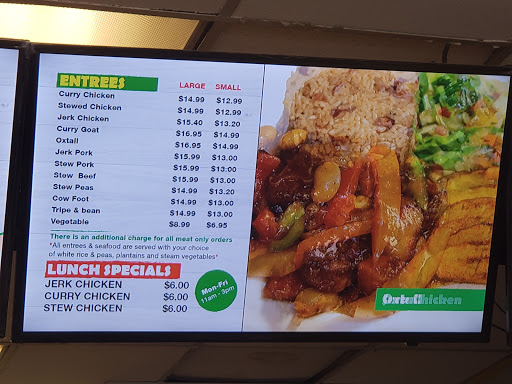 ENTREES LARGE SMALL
Curry Chicken $14.99 $12.99
Stewed Chicken $14.99 $12.99
Jerk Chicken $15.40 $13.20
Curry Goat $16.95 $14.99
Oxtall $16.95 $14.99
Jerk Pork $15.99 $13.00
Stew Pork $15.99 $13.00
Stew Beef $15.99 $13.00
Stew Peas $14.99 $13.20
Cow Foot $14.99 $13.00
Tripe & bean $14.99 $13.00
Vegetable $8.99 $6.95
There is an additional charge for all meat only orders
*All entrees & seafood are served with your choice
of white rice & peas, plantains and steam vegetables*
LUNCH SPECIALS
JERK CHICKEN $6.00
CURRY CHICKEN $6.00
STEW CHICKEN $6.00
Mon-Fri
11am - 3pm
Chicken